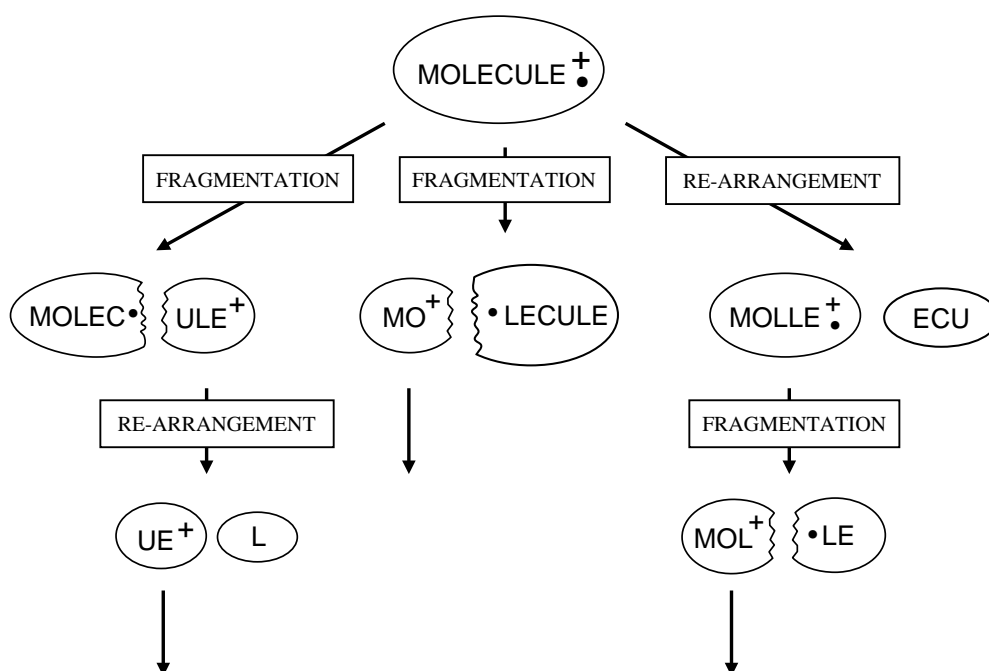 MOLECULE +•
FRAGMENTATION
FRAGMENTATION
RE-ARRANGEMENT
MOLEC•
ULE+
MO+
•LECULE
MOLLE +•
ECU
RE-ARRANGEMENT
FRAGMENTATION
UE+
L
MOL+
•LE